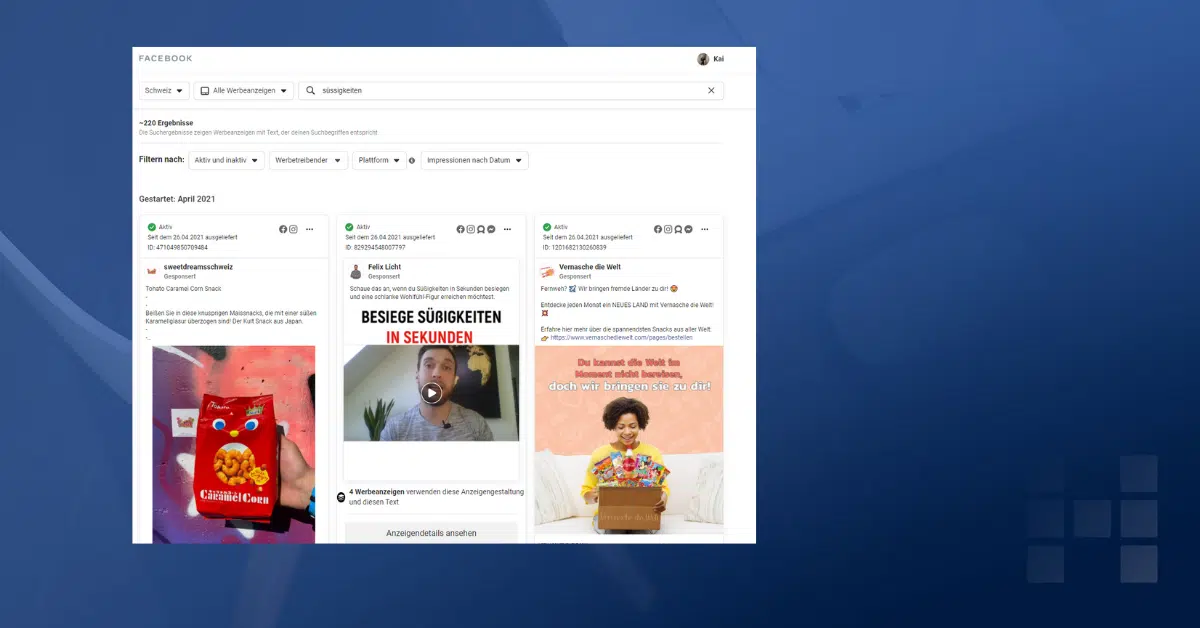 FACEBOOK
Kai
Schweiz
Alle Werbeanzeigen
süssigkeiten
~220 Ergebnisse
Die Suchergebnisse zeigen Werbeanzeigen mit Text, der deinen Suchbegriffen entspricht
Filtern nach:
Aktiv und inaktiv
Werbetreibender
Plattform
Impressionen nach Datum
Gestartet: April 2021
Aktiv
Seit dem 26.04.2021 ausgeliefert
ID: 471049850709484
sweetdreamsschweiz
Gesponsert
Tohato Caramel Corn Snack
-
-
Beißen Sie in diese knusprigen Maissnacks, die mit einer süßen
Karamellglasur überzogen sind! Der Kult Snack aus Japan.
-
-
Tohato
CARAMEL CORN
Aktiv
Seit dem 26.04.2021 ausgeliefert
ID: 829294548007797
Felix Licht
Gesponsert
Schaue das an, wenn du Süßigkeiten in Sekunden besiegen
und eine schlanke Wohlfühl-Figur erreichen möchtest.
BESIEGE SÜßIGKEITEN
IN SEKUNDEN
4 Werbeanzeigen verwenden diese Anzeigengestaltung
und diesen Text
Anzeigendetails ansehen
Aktiv
Seit dem 26.04.2021 ausgeliefert
ID: 1201682130260839
Vernasche die Welt
Gesponsert
Fernweh? Wir bringen fremde Länder zu dir!
Entdecke jeden Monat ein NEUES LAND mit Vernasche die Welt!
Erfahre hier mehr über die spannendsten Snacks aus aller Welt.
https://www.vernaschediewelt.com/pages/bestellen
Du kannst die Welt im
Moment nicht bereisen,
doch wir bringen sie zu dir!
Vernasche die Welt